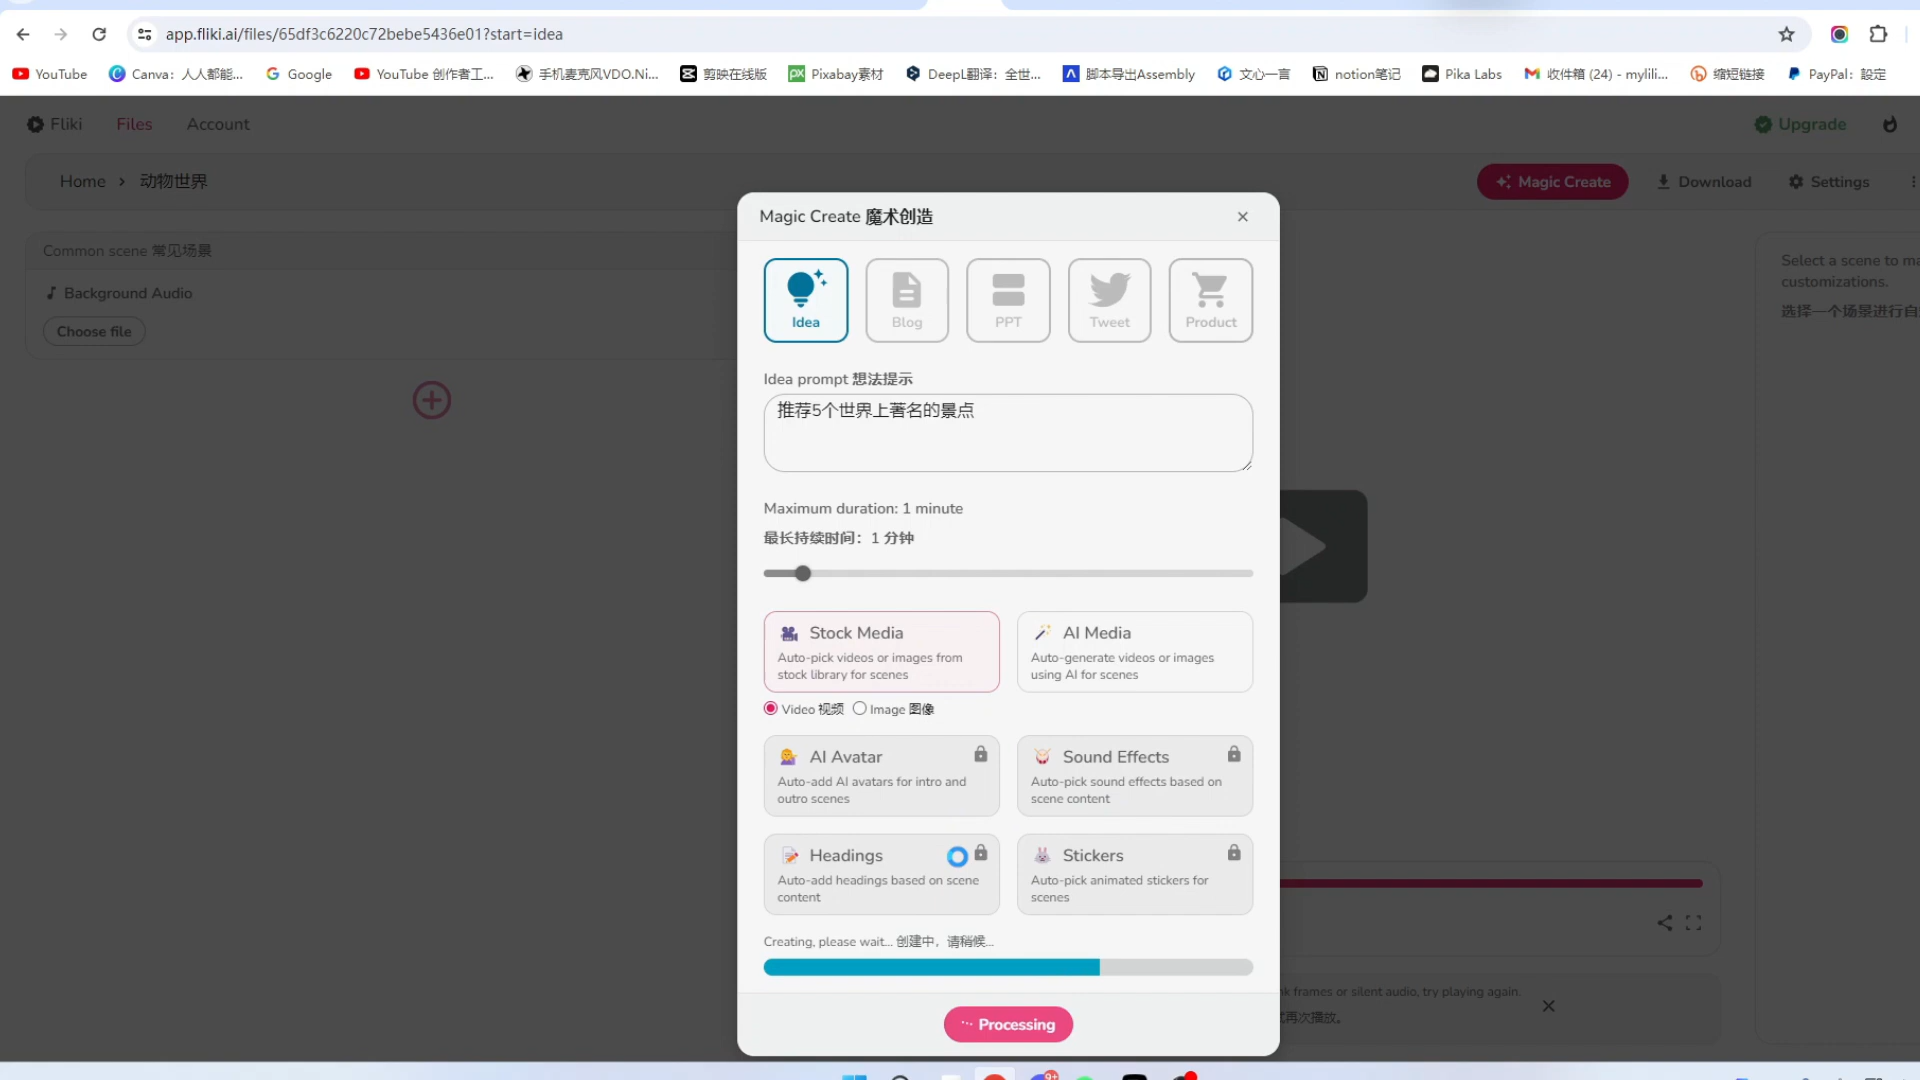 app.fliki.ai/files/65df3c6220c72bebe5436e01?start=idea
YouTube
Canva：人人都能...
Google
YouTube 创作者工...
手机麦克风VDO.Ni...
剪映在线版
Pixabay素材
DeepL翻译：全世...
脚本导出Assembly
文心一言
notion笔记
Pika Labs
收件箱 (24) - mylili...
缩短链接
PayPal：設定
Fliki
Files
Account
Upgrade
Home > 动物世界
Magic Create
Download
Settings
Common scene 常见场景
Background Audio
Choose file
Magic Create 魔术创造
Idea
Blog
PPT
Tweet
Product
Idea prompt 想法提示
推荐5个世界上著名的景点
Maximum duration: 1 minute
最长持续时间：1 分钟
Stock Media
Auto-pick videos or images from
stock library for scenes
AI Media
Auto-generate videos or images
using AI for scenes
Video 视频
Image 图像
AI Avatar
Auto-add AI avatars for intro and
outro scenes
Sound Effects
Auto-pick sound effects based on
scene content
Headings
Auto-add headings based on scene
content
Stickers
Auto-pick animated stickers for
scenes
Creating, please wait... 创建中，请稍候...
Processing
Select a scene to ma
customizations.
选择一个场景进行自
frames or silent audio, try playing again.
再次播放。
9+